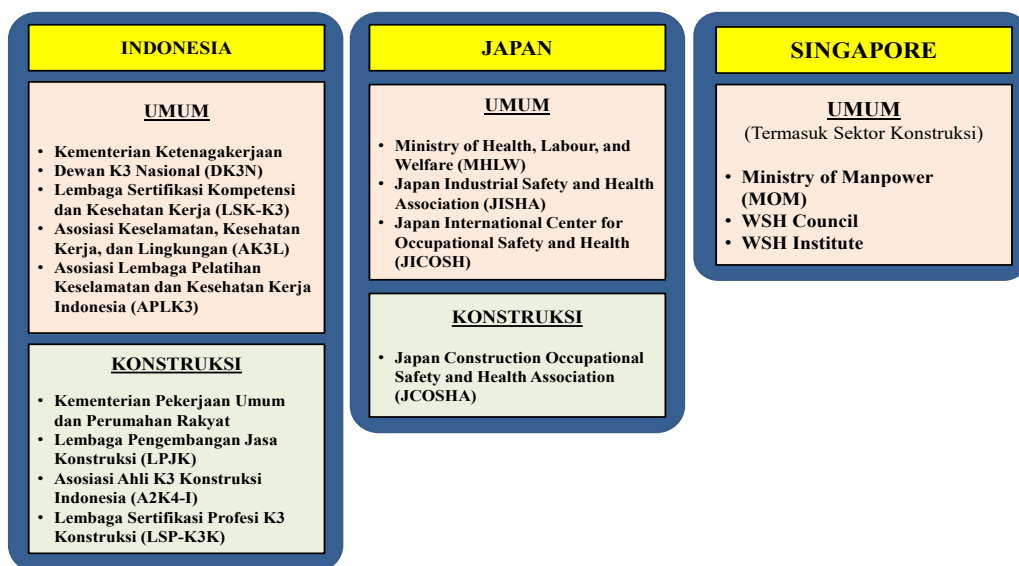 INDONESIA
UMUM
• Kementerian Ketenagakerjaan
• Dewan K3 Nasional (DK3N)
• Lembaga Sertifikasi Kompetensi
dan Kesehatan Kerja (LSK-K3)
• Asosiasi Keselamatan, Kesehatan
Kerja, dan Lingkungan (AK3L)
• Asosiasi Lembaga Pelatihan
Keselamatan dan Kesehatan Kerja
Indonesia (APLK3)
KONSTRUKSI
• Kementerian Pekerjaan Umum
dan Perumahan Rakyat
• Lembaga Pengembangan Jasa
Konstruksi (LPJK)
• Asosiasi Ahli K3 Konstruksi
Indonesia (A2K4-I)
• Lembaga Sertifikasi Profesi K3
Konstruksi (LSP-K3K)
JAPAN
UMUM
• Ministry of Health, Labour, and
Welfare (MHLW)
• Japan Industrial Safety and Health
Association (JISHA)
• Japan International Center for
Occupational Safety and Health
(JICOSH)
KONSTRUKSI
• Japan Construction Occupational
Safety and Health Association
(JCOSHA)
SINGAPORE
UMUM
(Termasuk Sektor Konstruksi)
• Ministry of Manpower
(MOM)
• WSH Council
• WSH Institute